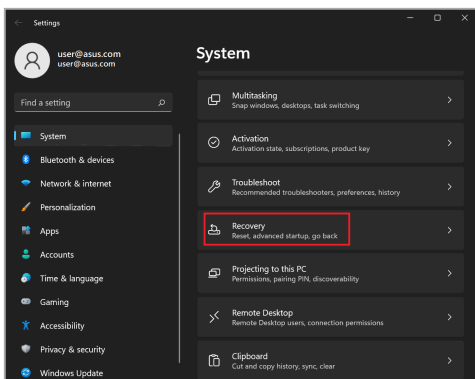 Settings
user@asus.com
user@asus.com
Find a setting
System
Bluetooth & devices
Network & internet
Personalization
Apps
Accounts
Time & language
Gaming
Accessibility
Privacy & security
Windows Update
System
Multitasking
Snap windows, desktops, task switching
Activation
Activation state, subscriptions, product key
Troubleshoot
Recommended troubleshooters, preferences, history
Recovery
Reset, advanced startup, go back
Projecting to this PC
Permissions, pairing PIN, discoverability
Remote Desktop
Remote Desktop users, connection permissions
Clipboard
Cut and copy history, sync, clear